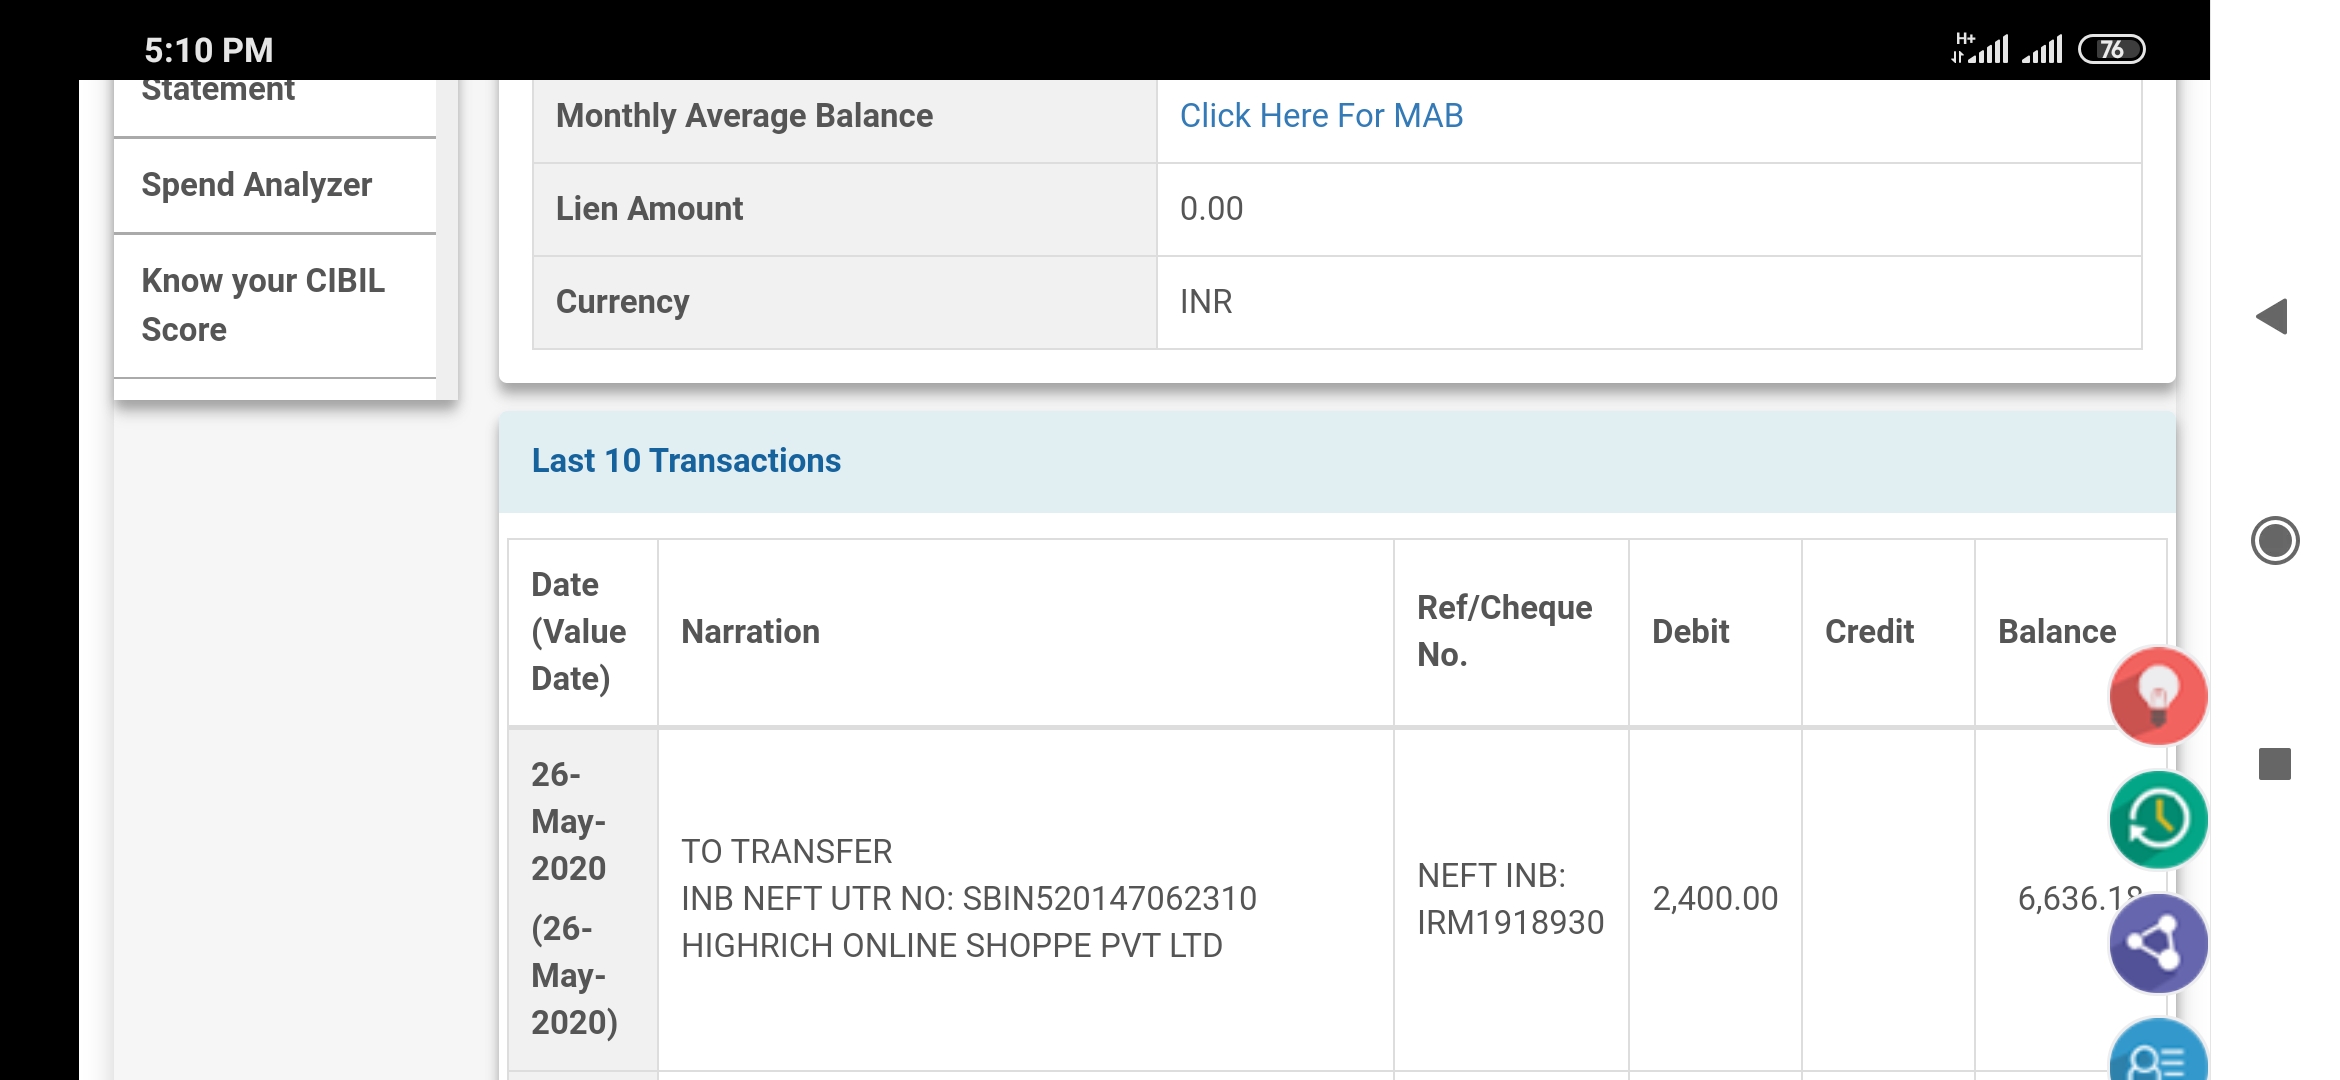 5:10 PM
H+
76
Statement
Spend Analyzer
Know your CIBIL
Score
Monthly Average Balance
Click Here For MAB
Lien Amount
0.00
Currency
INR
Last 10 Transactions
Date
(Value
Date)
Narration
Ref/Cheque
No.
Debit
Credit
Balance
26-
May-
2020
(26-
May-
2020)
TO TRANSFER
INB NEFT UTR NO: SBIN520147062310
HIGHRICH ONLINE SHOPPE PVT LTD
NEFT INB:
IRM1918930
2,400.00
6,636.18